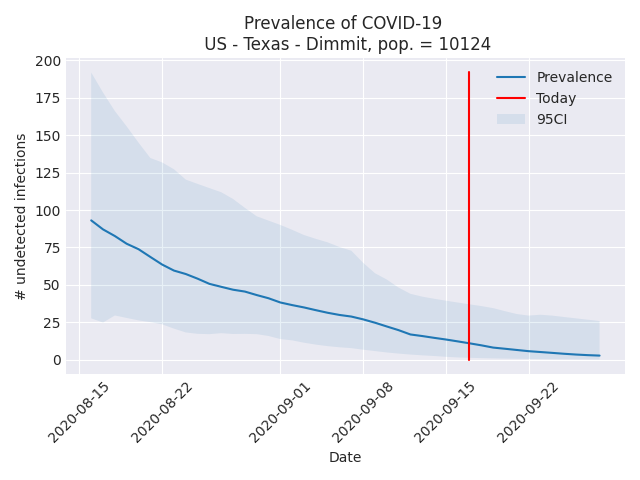 Prevalence of COVID-19
US - Texas - Dimmit, pop. = 10124
200
175
150
125
100
75
50
25
0
# undetected infections
Prevalence
Today
95CI
2020-08-15
2020-08-22
2020-09-01
2020-09-08
2020-09-15
2020-09-22
Date